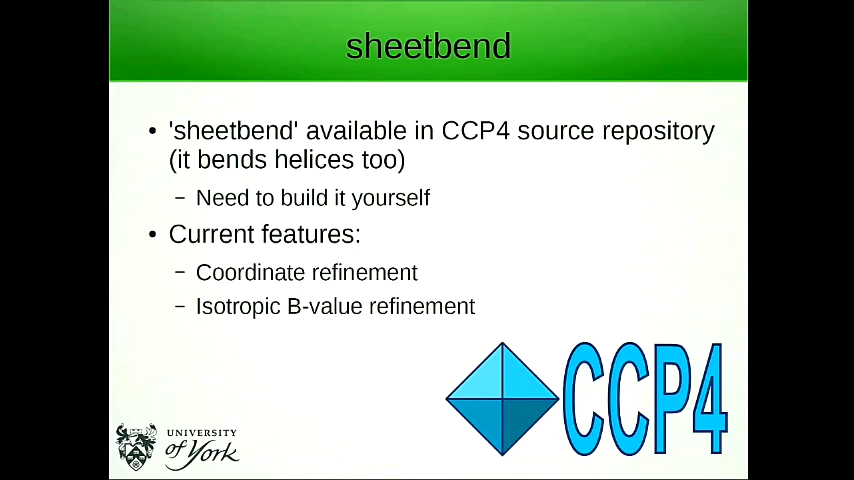 sheetbend
• 'sheetbend' available in CCP4 source repository
(it bends helices too)
– Need to build it yourself
• Current features:
– Coordinate refinement
– Isotropic B-value refinement
CCP4
UNIVERSITY
of York